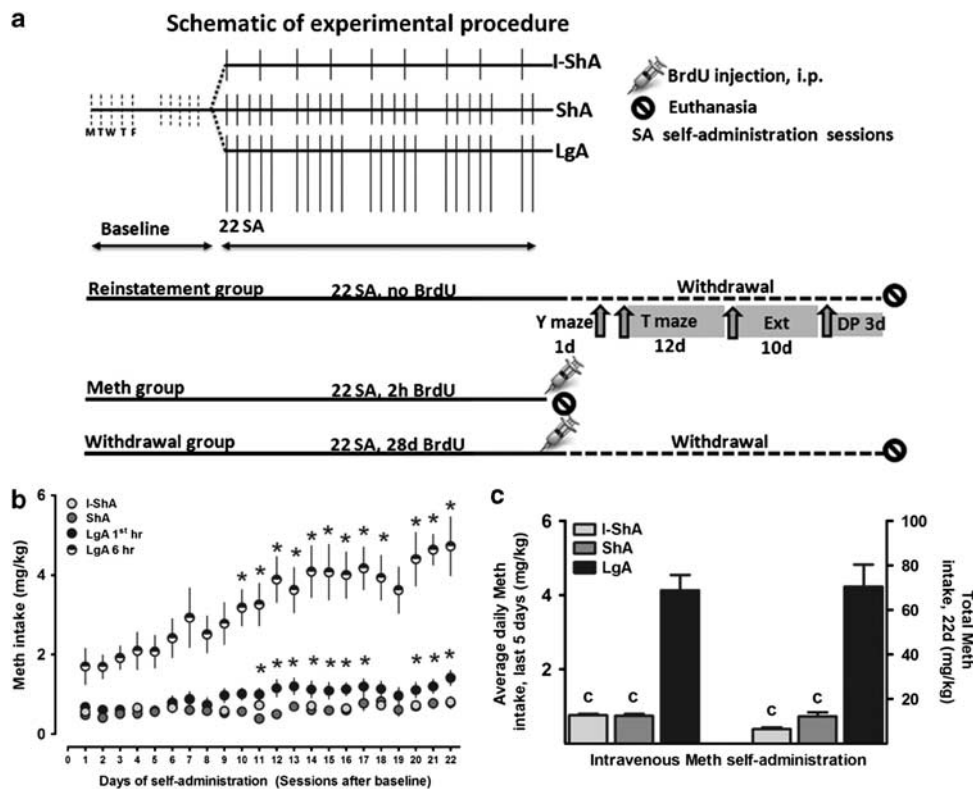 a
Schematic of experimental procedure
I-ShA
ShA
LgA
M T W T F
BrdU injection, i.p.
Euthanasia
SA self-administration sessions
Baseline
22 SA
Reinstatement group
22 SA, no BrdU
Withdrawal
Y maze
1d
T maze
12d
Ext
10d
DP 3d
Meth group
22 SA, 2h BrdU
Withdrawal group
22 SA, 28d BrdU
Withdrawal
b
I-ShA
ShA
LgA 1st hr
LgA 6 hr
Meth intake (mg/kg)
6
4
2
0
* * * * * * * * * * * *
* * * * * * * * * *
0 1 2 3 4 5 6 7 8 9 10 11 12 13 14 15 16 17 18 19 20 21 22
Days of self-administration (Sessions after baseline)
c
I-ShA
ShA
LgA
Average daily Meth
intake, last 5 days (mg/kg)
6
4
2
c c c c
100
80
60
40
20
Total Meth
intake, 22d (mg/kg)
Intravenous Meth self-administration